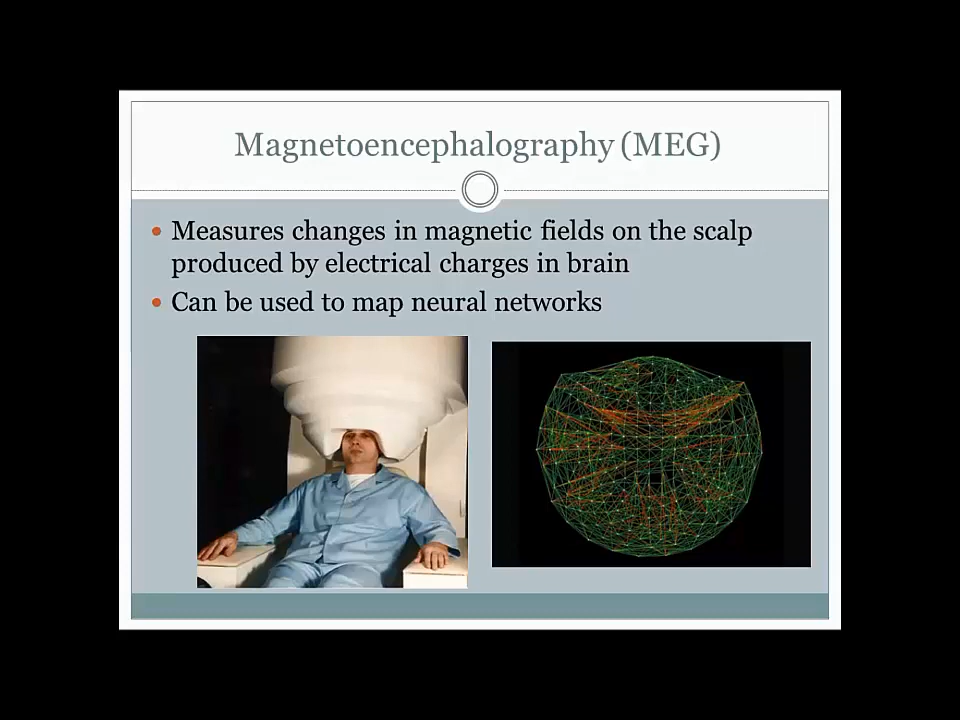 Magnetoencephalography (MEG)
Measures changes in magnetic fields on the scalp
produced by electrical charges in brain
Can be used to map neural networks